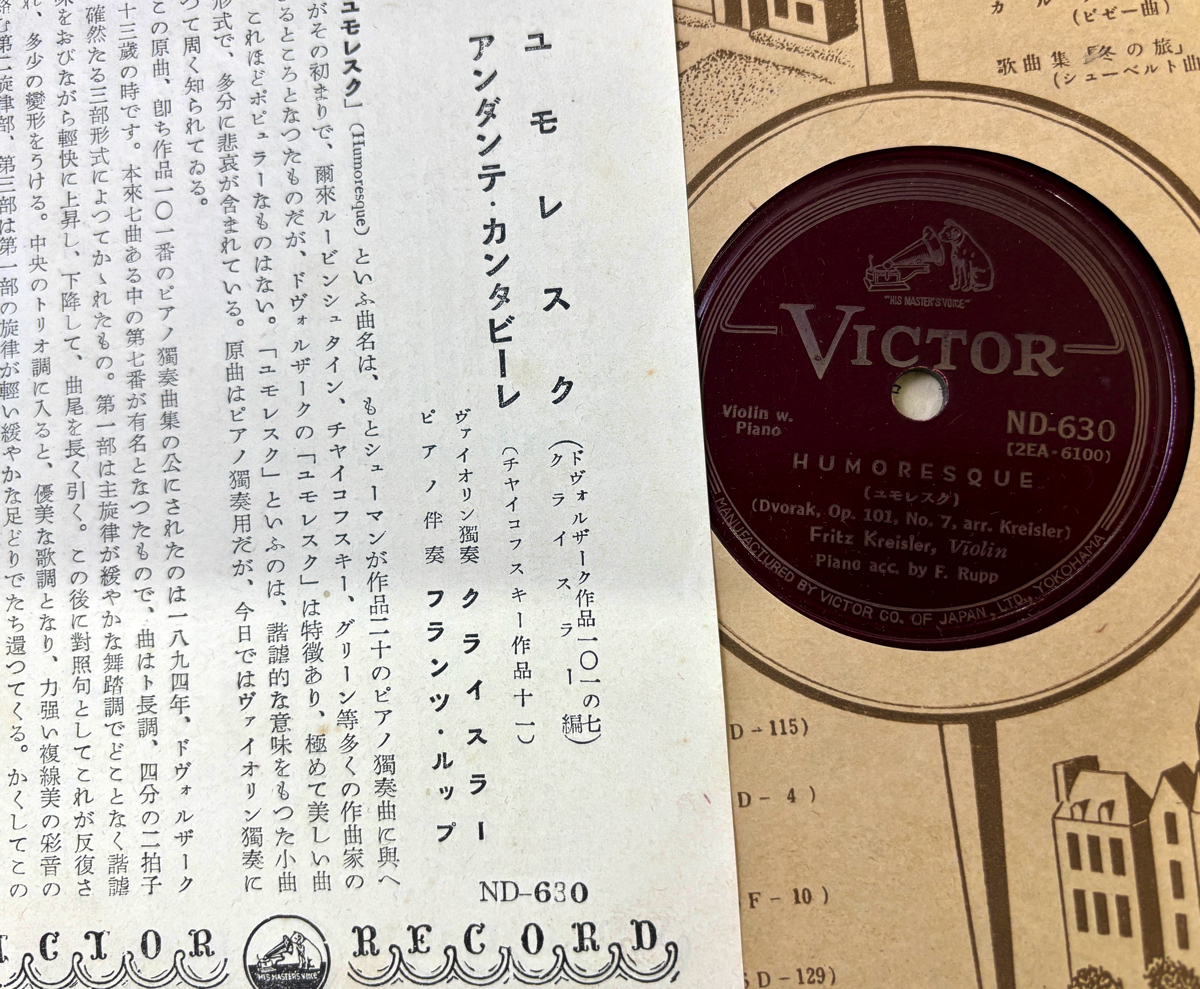 ユモレスク(ドヴォルザーク作品一〇一の七
クライスラー編)
アンダンテ・カンタビーレ(チャイコフスキー作品十一)
ヴァイオリン獨奏 クライスラー
ピアノ伴奏 フランツ・ルップ
ユモレスク」(Humoresque)といふ曲名は、もとシューマンが作品二十のピアノ獨奏曲に與へ
がその初まりで、爾來ルービンシュタイン、チャイコフスキー、グリーン等多くの作曲家の
るところとなつたものだが、ドヴォルザークの「ユモレスク」は特徴あり、極めて美しい曲
これほどポピュラーなものはない。「ユモレスク」といふのは、諧謔的な意味をもつた小曲
形式で、多分に悲哀が含まれている。原曲はピアノ獨奏用だが、今日ではヴァイオリン獨奏に
つて周く知られてゐる。
この原曲、卽ち作品一〇一番のピアノ獨奏曲集の公にされたのは一八九四年、ドヴォルザーク
十三歳の時です。本來七曲ある中の第七番が有名となつたもので、曲はト長調、四分の二拍子
確然たる三部形式によつてかゝれたもの。第一部は主旋律が緩やかな舞踏調でどことなく諧謔
味をおびながら輕快に上昇し、下降して、曲尾を長く引く。この後に對照句としてこれが反復さ
れ、多少の變形をうける。中央のトリオ調に入ると、優美な歌調となり、力强い複線美の彩音の
第二旋律部、第三部は第一部の旋律が輕い緩やかな足どりでたち還つてくる。かくしてこの
ND-630
CTOR RECORD
HIS MASTER'S VOICE
(ビゼー曲)
歌曲集「冬の旅」
(シューベルト曲
"HIS MASTER'S VOICE"
VICTOR
Violin w.
Piano
ND-630
(2EA-6100)
HUMORESQUE
(ユモレスク)
(Dvorak, Op. 101, No. 7, arr. Kreisler)
Fritz Kreisler, Violin
Piano acc. by F. Rupp
MANUFACTURED BY VICTOR CO. OF JAPAN, LTD., YOKOHAMA
D-115)
D-4)
F-10)
D-129)